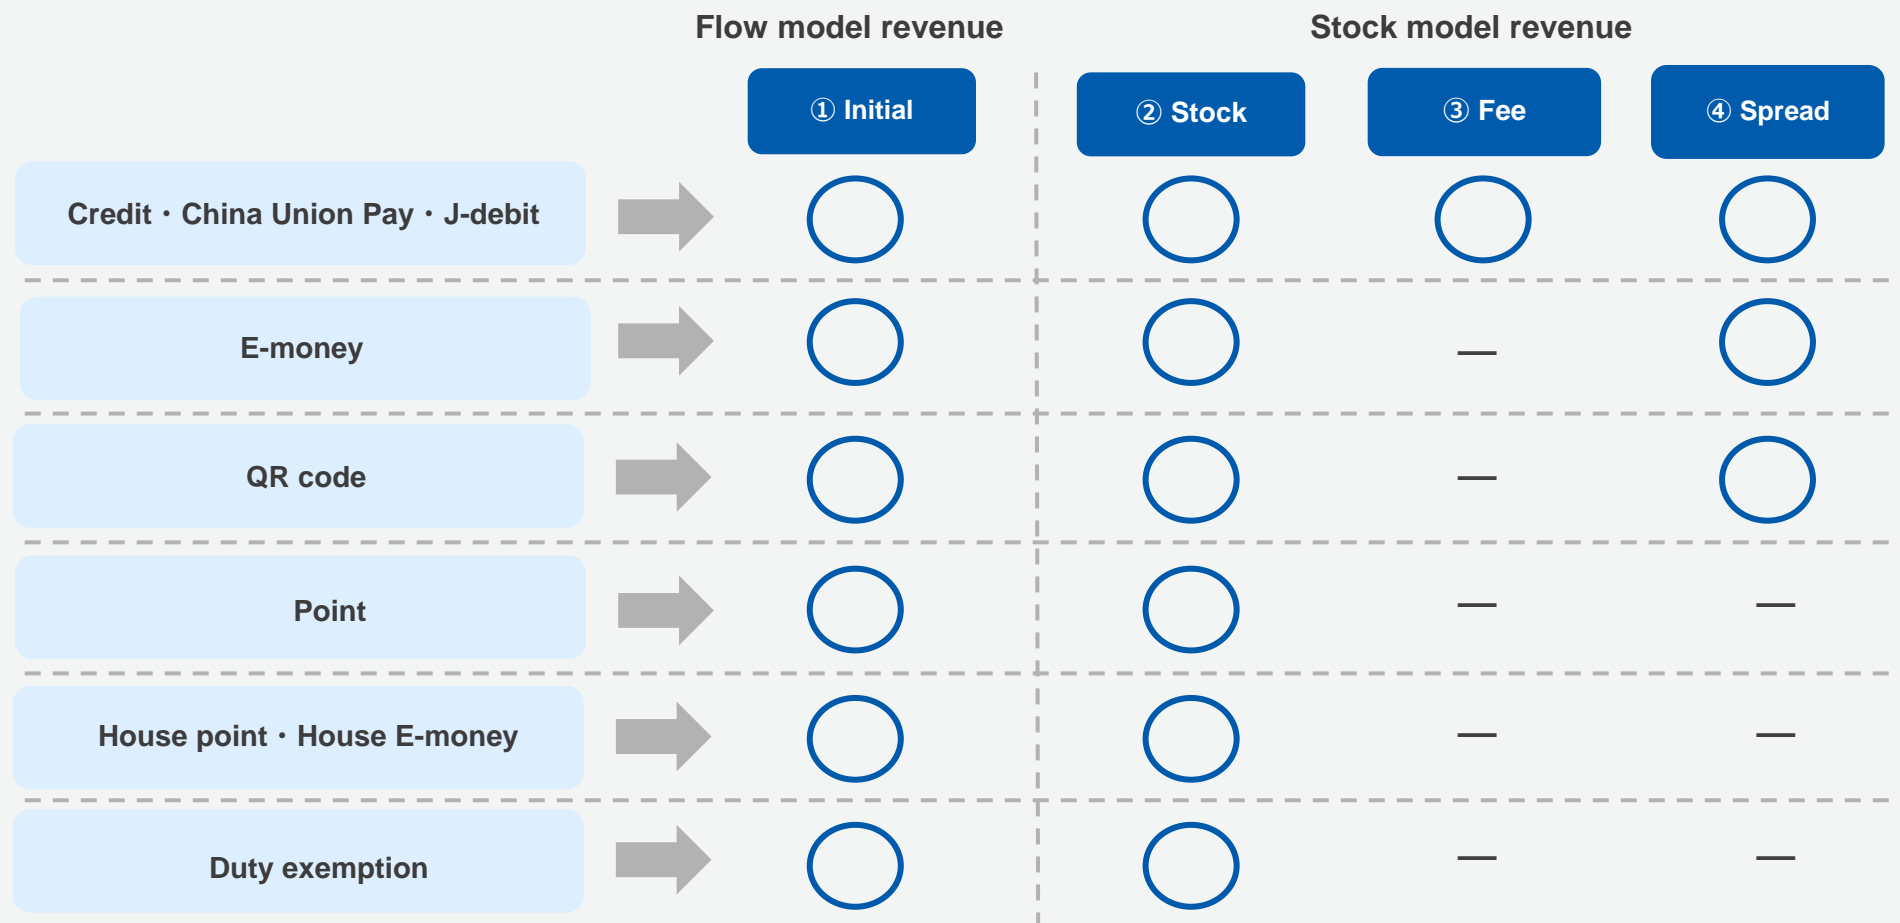 Flow model revenue
Stock model revenue
① Initial
② Stock
③ Fee
④ Spread
Credit・China Union Pay・J-debit
E-money
—
QR code
—
Point
— —
House point・House E-money
— —
Duty exemption
— —